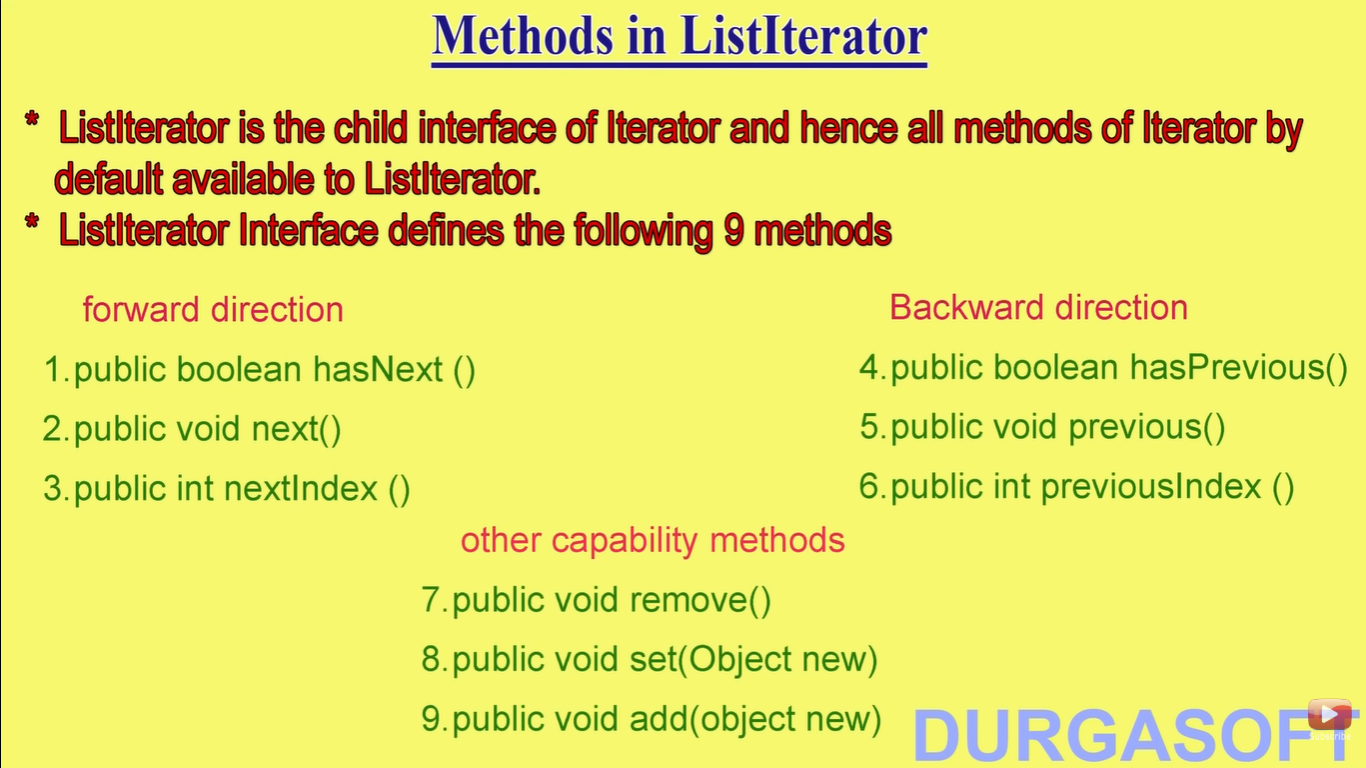 Methods in ListIterator
* ListIterator is the child interface of Iterator and hence all methods of Iterator by
default available to ListIterator.
* ListIterator Interface defines the following 9 methods
forward direction
1.public boolean hasNext ()
2.public void next()
3.public int nextIndex ()
Backward direction
4.public boolean hasPrevious()
5.public void previous()
6.public int previousIndex ()
other capability methods
7.public void remove()
8.public void set(Object new)
9.public void add(object new)
DURGASOFT
Subscribe